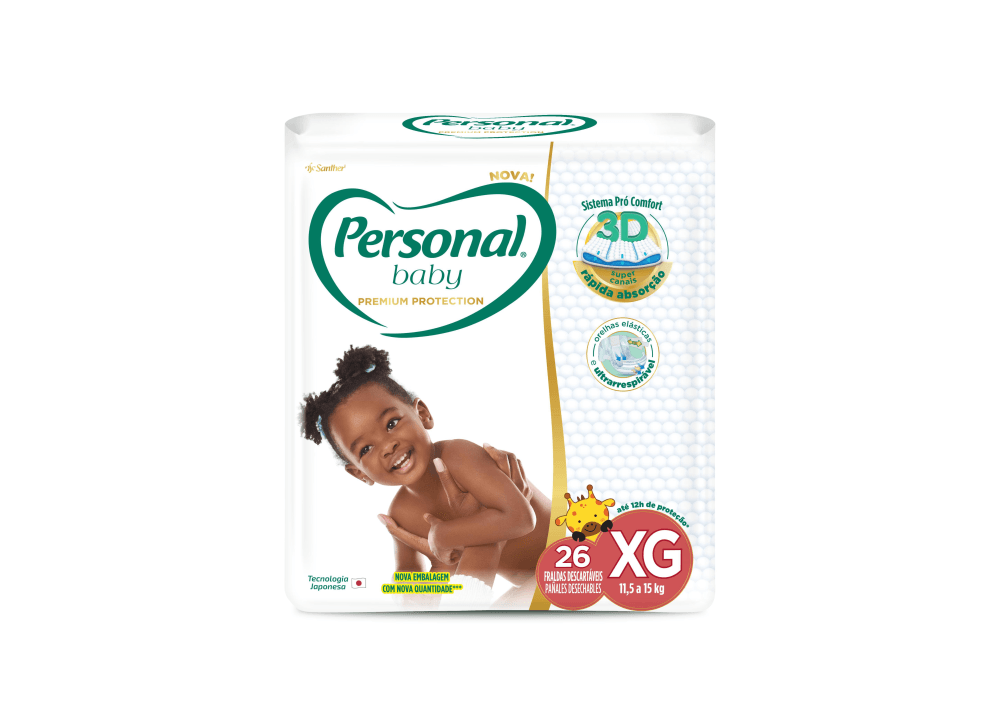 Personal
baby
PREMIUM PROTECTION
Santher
NOVA!
Personal®
baby
PREMIUM PROTECTION
Sistema Pró Comfort
3D
super
canais
rápida absorção
orelhas elásticas
e ultrarrespirável
até 12h de proteção*
26
FRALDAS DESCARTÁVEIS
PAÑALES DESECHABLES
XG
11,5 a 15 kg
Tecnologia
Japonesa
NOVA EMBALAGEM
COM NOVA QUANTIDADE***